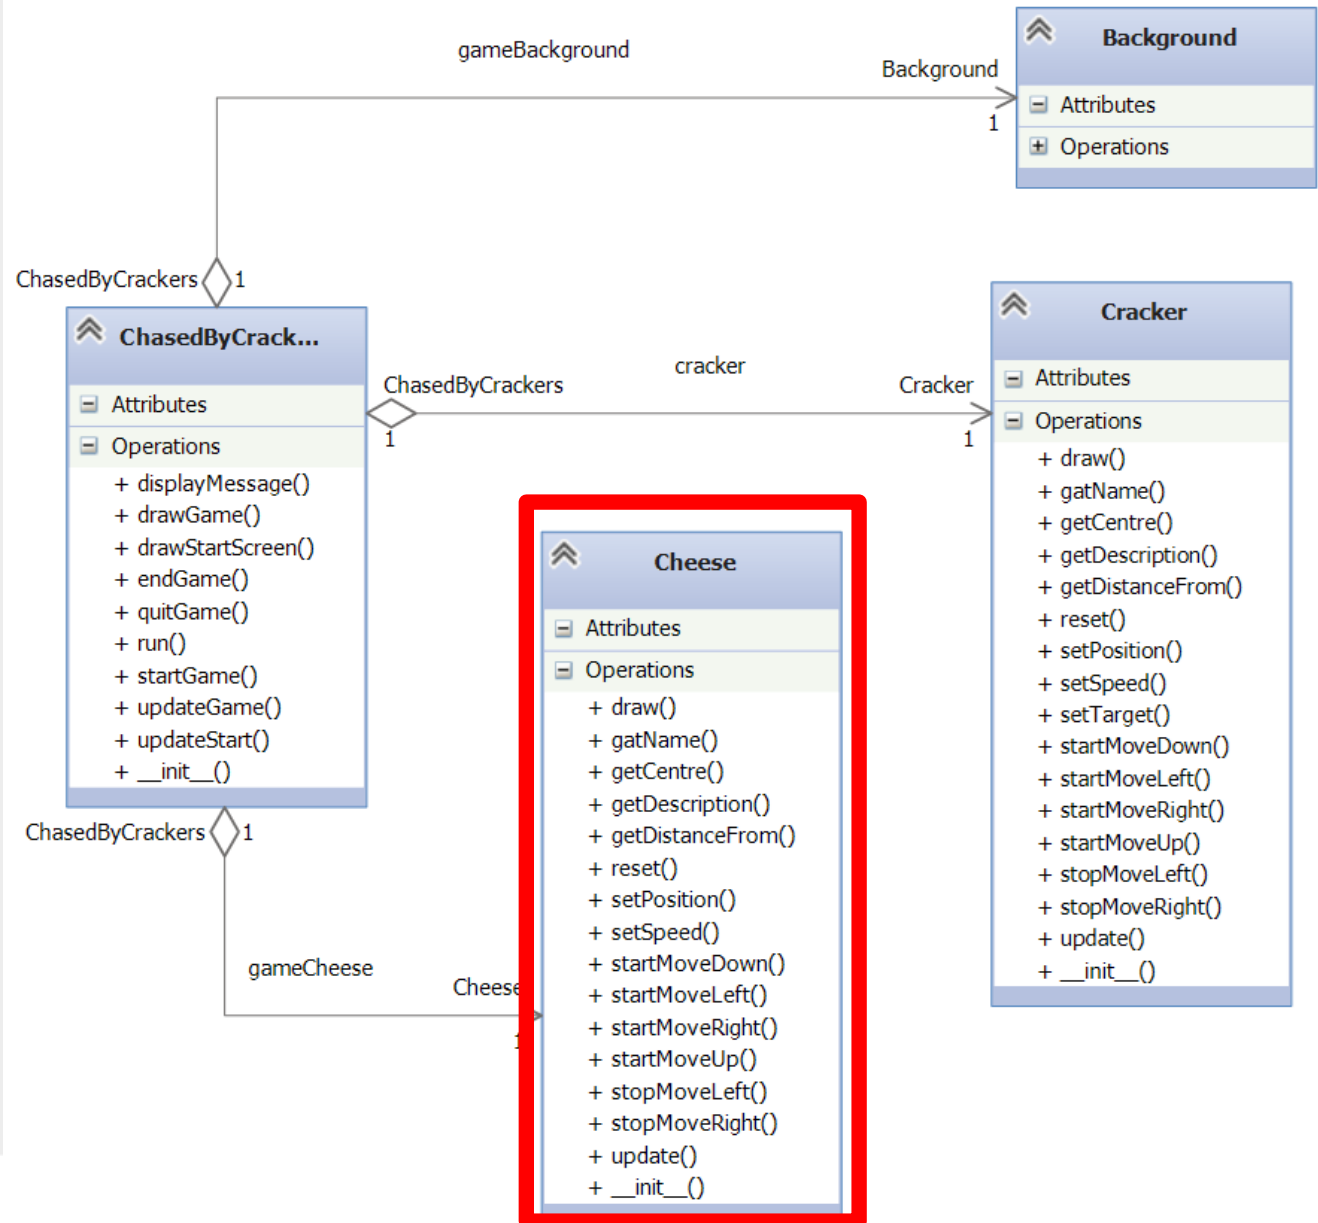 gameBackground
Background
1
Background
Attributes
Operations
ChasedByCrackers
1
ChasedByCrack...
Attributes
Operations
+ displayMessage()
+ drawGame()
+ drawStartScreen()
+ endGame()
+ quitGame()
+ run()
+ startGame()
+ updateGame()
+ updateStart()
+ __init__()
ChasedByCrackers
1
cracker
Cracker
1
Cracker
Attributes
Operations
+ draw()
+ gatName()
+ getCentre()
+ getDescription()
+ getDistanceFrom()
+ reset()
+ setPosition()
+ setSpeed()
+ setTarget()
+ startMoveDown()
+ startMoveLeft()
+ startMoveRight()
+ startMoveUp()
+ stopMoveLeft()
+ stopMoveRight()
+ update()
+ __init__()
ChasedByCrackers
1
gameCheese
Cheese
1
Cheese
Attributes
Operations
+ draw()
+ gatName()
+ getCentre()
+ getDescription()
+ getDistanceFrom()
+ reset()
+ setPosition()
+ setSpeed()
+ startMoveDown()
+ startMoveLeft()
+ startMoveRight()
+ startMoveUp()
+ stopMoveLeft()
+ stopMoveRight()
+ update()
+ __init__()